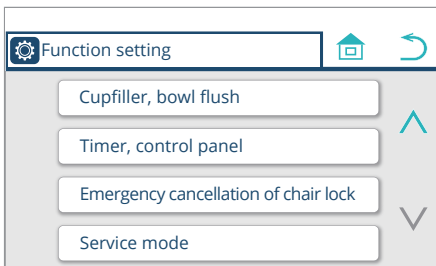 Function setting
Cupfiller, bowl flush
Timer, control panel
Emergency cancellation of chair lock
Service mode